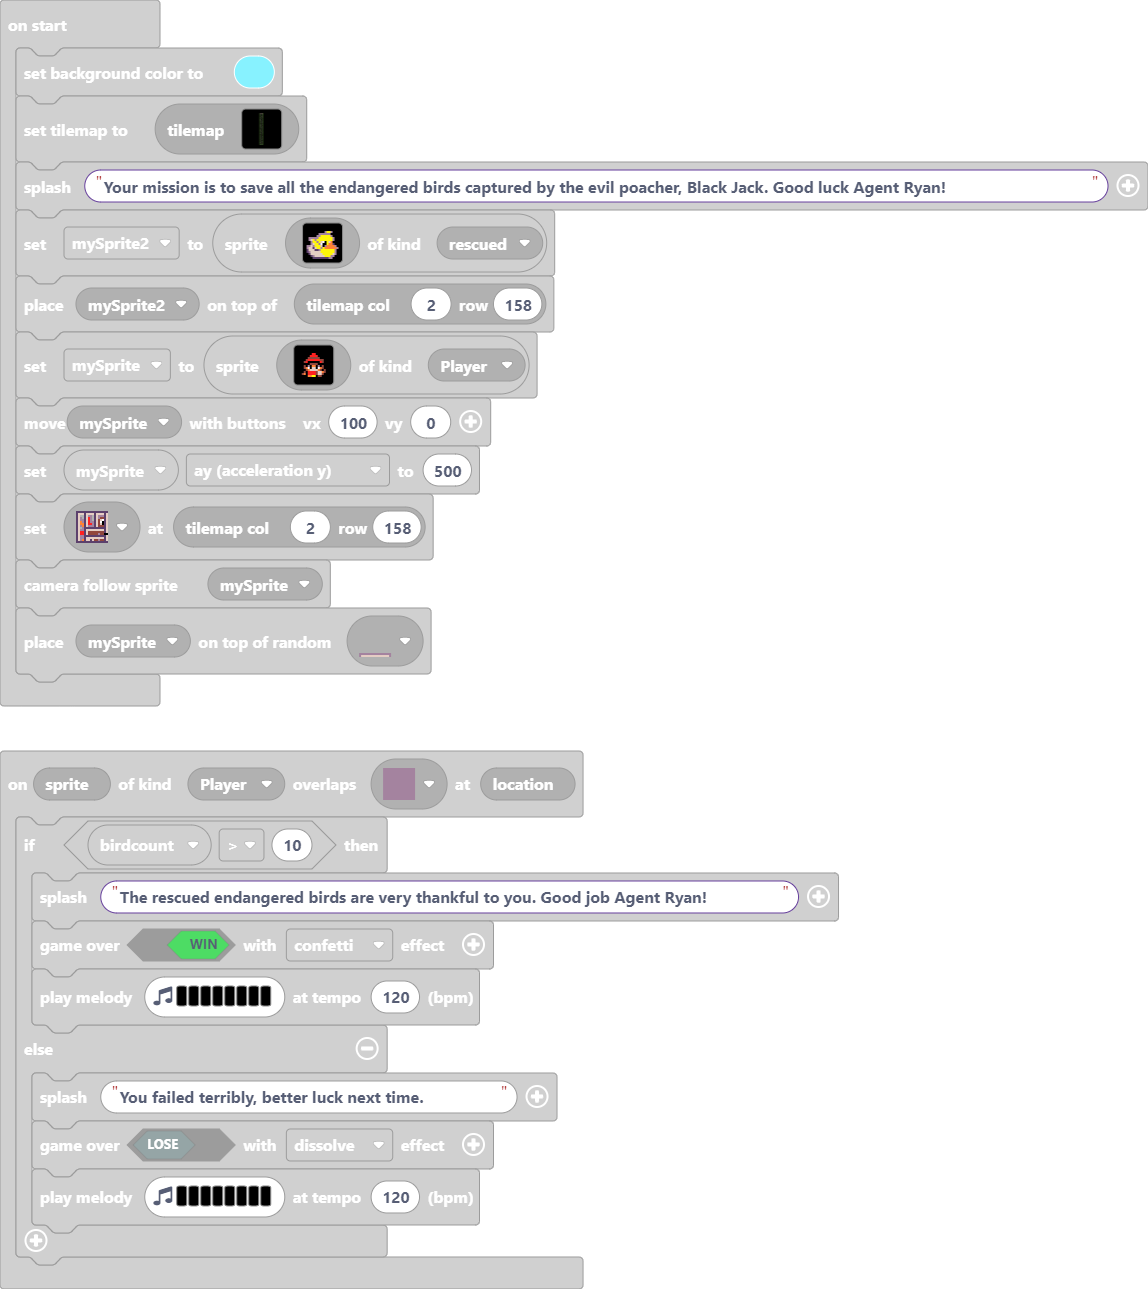 on start
set background color to
set tilemap to tilemap
splash "Your mission is to save all the endangered birds captured by the evil poacher, Black Jack. Good luck Agent Ryan!"
set mySprite2 to sprite of kind rescued
place mySprite2 on top of tilemap col 2 row 158
set mySprite to sprite of kind Player
move mySprite with buttons vx 100 vy 0
set mySprite ay (acceleration y) to 500
set at tilemap col 2 row 158
camera follow sprite mySprite
place mySprite on top of random
on sprite of kind Player overlaps at location
if birdcount > 10 then
splash "The rescued endangered birds are very thankful to you. Good job Agent Ryan!"
game over WIN with confetti effect
play melody at tempo 120 (bpm)
else
splash "You failed terribly, better luck next time."
game over LOSE with dissolve effect
play melody at tempo 120 (bpm)